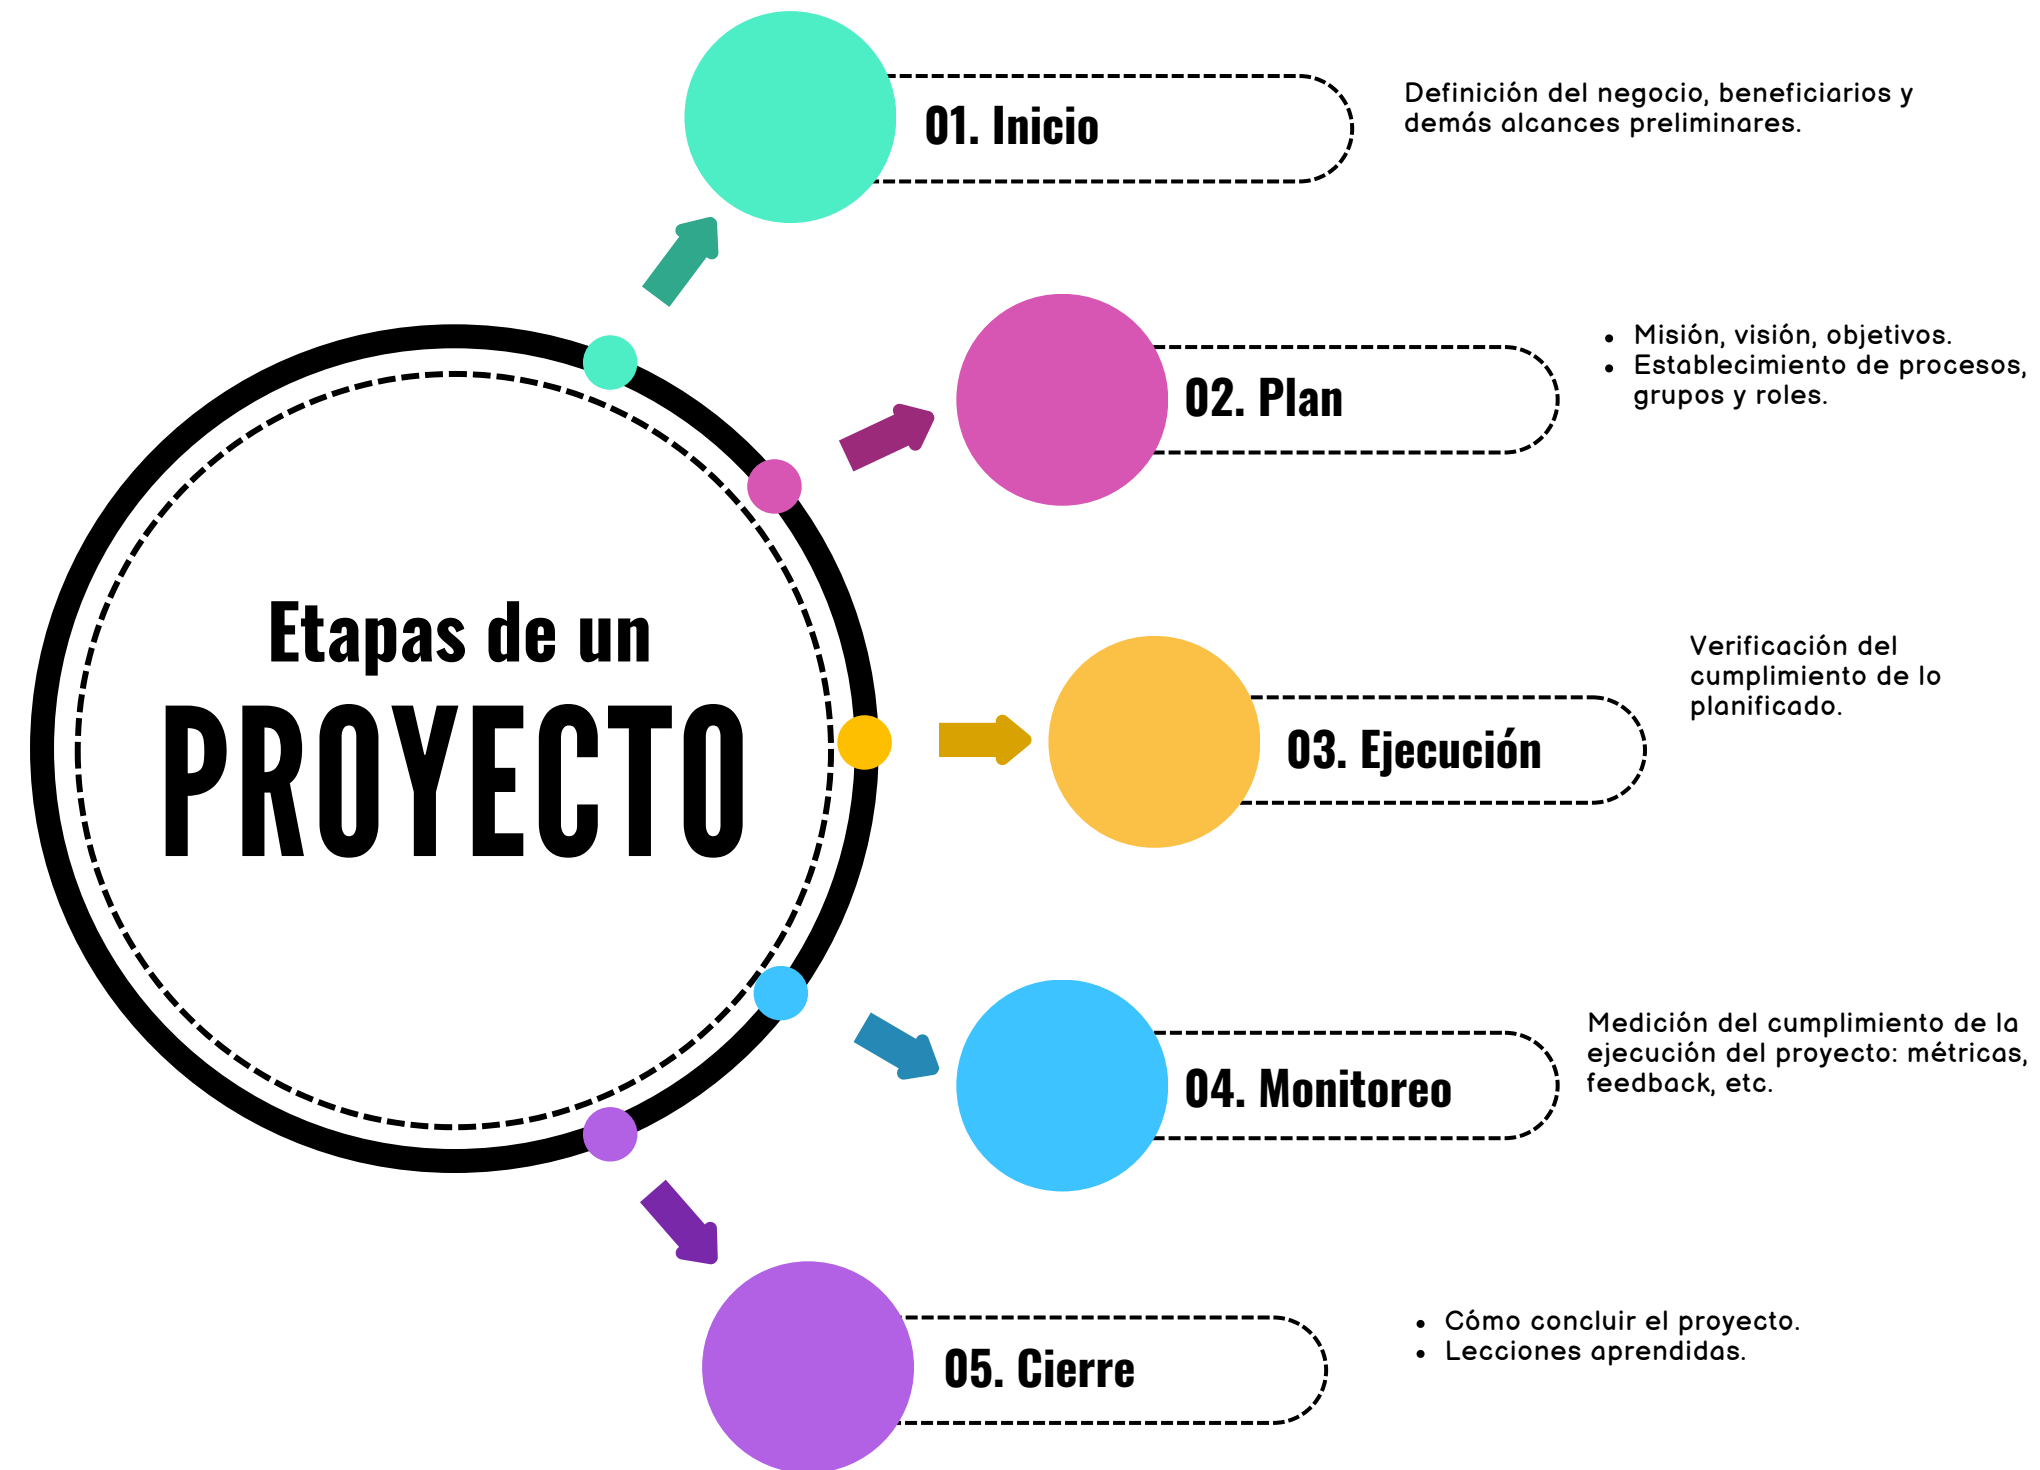 Etapas de un
PROYECTO
01. Inicio
Definición del negocio, beneficiarios y
demás alcances preliminares.
02. Plan
• Misión, visión, objetivos.
• Establecimiento de procesos,
grupos y roles.
03. Ejecución
Verificación del
cumplimiento de lo
planificado.
04. Monitoreo
Medición del cumplimiento de la
ejecución del proyecto: métricas,
feedback, etc.
05. Cierre
• Cómo concluir el proyecto.
• Lecciones aprendidas.